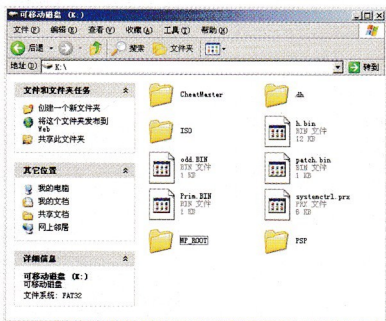 可移动磁盘 (K:)
文件(F) 编辑(E) 查看(V) 收藏(A) 工具(T) 帮助(H)
后退 搜索 文件夹
地址(D) K:\ 转到
文件和文件夹任务
创建一个新文件夹
将这个文件夹发布到
Web
共享此文件夹
其它位置
我的电脑
我的文档
共享文档
网上邻居
详细信息
可移动磁盘 (K:)
可移动磁盘
文件系统: FAT32
CheatMaster
dh
ISO
h.bin
BIN 文件
12 KB
odd.BIN
BIN 文件
1 KB
patch.bin
BIN 文件
1 KB
Prim.BIN
BIN 文件
1 KB
systemctrl.prx
PRX 文件
6 KB
MP_ROOT
PSP